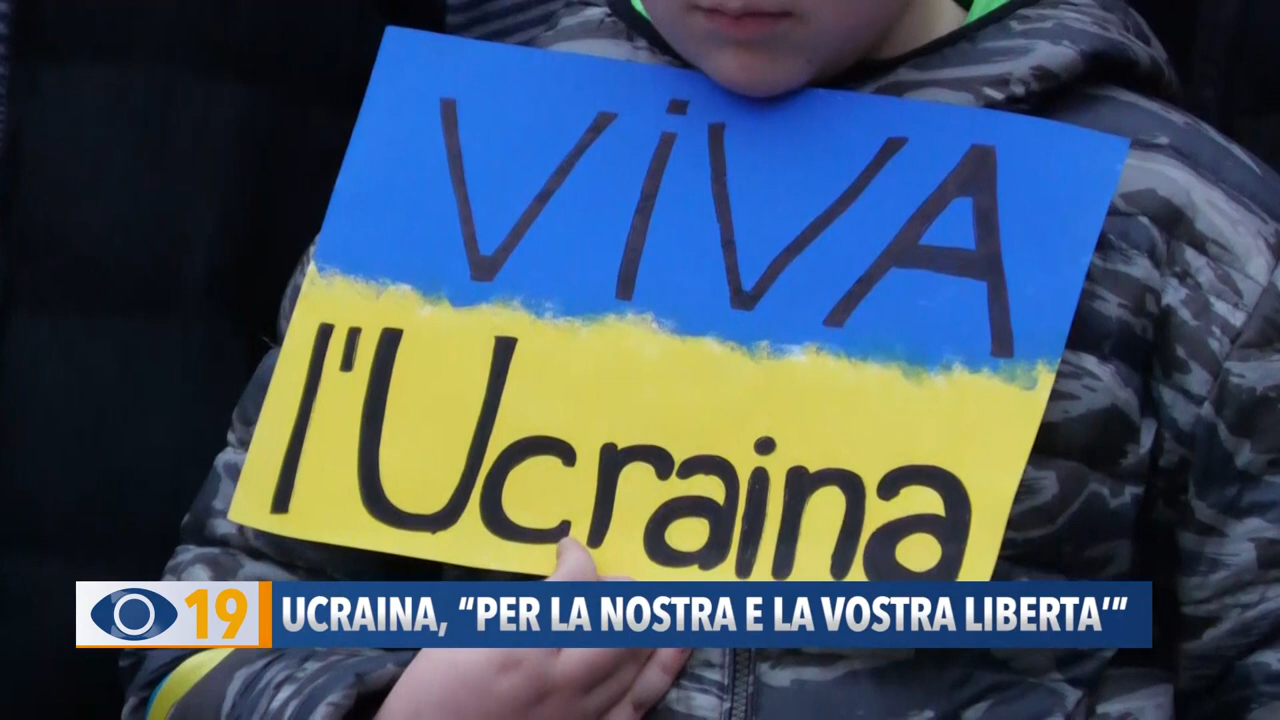 ViVA
l'Ucraina
19
UCRAINA, “PER LA NOSTRA E LA VOSTRA LIBERTA’”